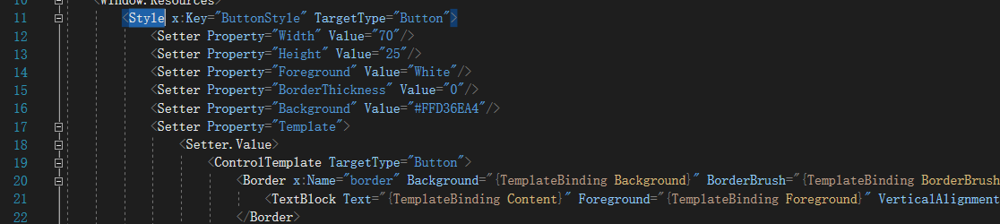 10 <Window.Resources>
11 <Style x:Key="ButtonStyle" TargetType="Button">
12 <Setter Property="Width" Value="70"/>
13 <Setter Property="Height" Value="25"/>
14 <Setter Property="Foreground" Value="White"/>
15 <Setter Property="BorderThickness" Value="0"/>
16 <Setter Property="Background" Value="#FFD36EA4"/>
17 <Setter Property="Template">
18 <Setter.Value>
19 <ControlTemplate TargetType="Button">
20 <Border x:Name="border" Background="{TemplateBinding Background}" BorderBrush="{TemplateBinding BorderBrush
21 <TextBlock Text="{TemplateBinding Content}" Foreground="{TemplateBinding Foreground}" VerticalAlignment
22 </Border>